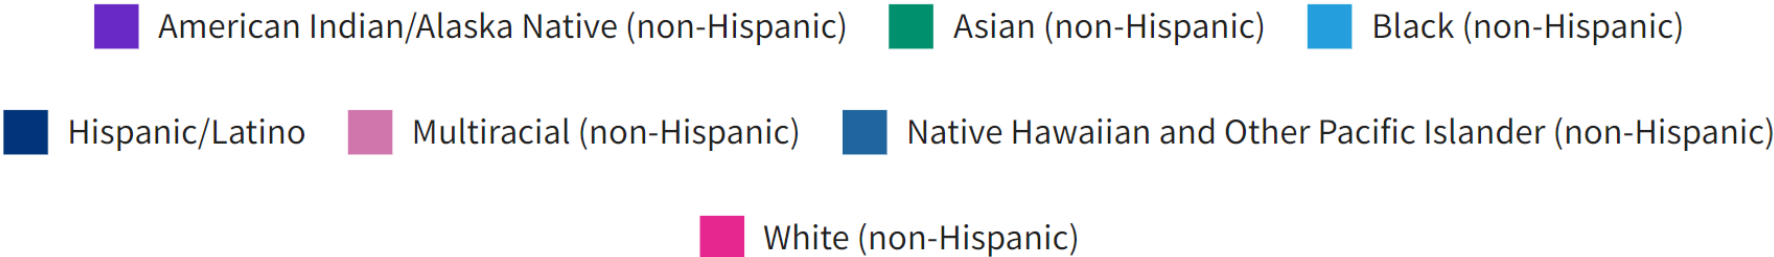 American Indian/Alaska Native (non-Hispanic) Asian (non-Hispanic) Black (non-Hispanic)
Hispanic/Latino Multiracial (non-Hispanic) Native Hawaiian and Other Pacific Islander (non-Hispanic)
White (non-Hispanic)